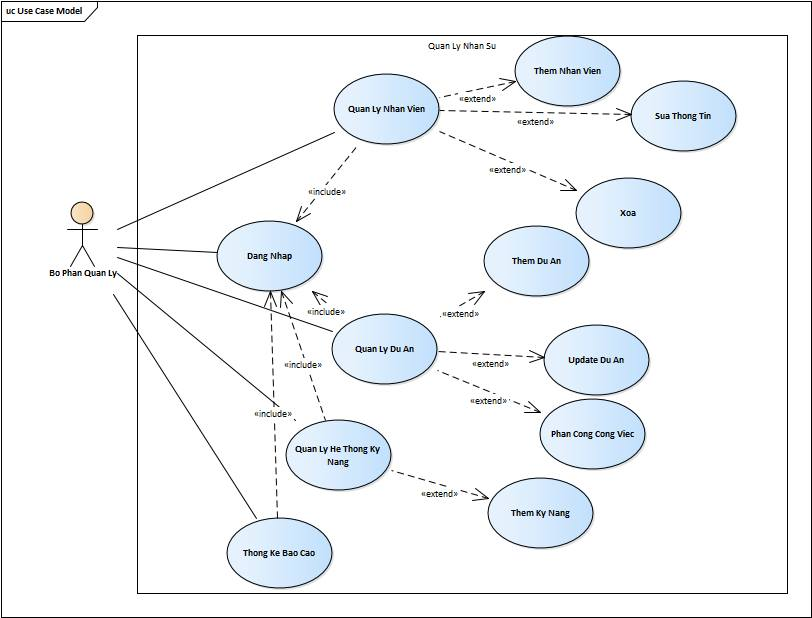 uc Use Case Model
Quan Ly Nhan Su
Them Nhan Vien
Quan Ly Nhan Vien
«extend»
Sua Thong Tin
«extend»
«extend»
«include»
Xoa
Bo Phan Quan Ly
Dang Nhap
Them Du An
«include»
«extend»
Quan Ly Du An
Update Du An
«extend»
«include»
«extend»
«include»
Phan Cong Cong Viec
Quan Ly He Thong Ky
Nang
«extend»
Them Ky Nang
Thong Ke Bao Cao